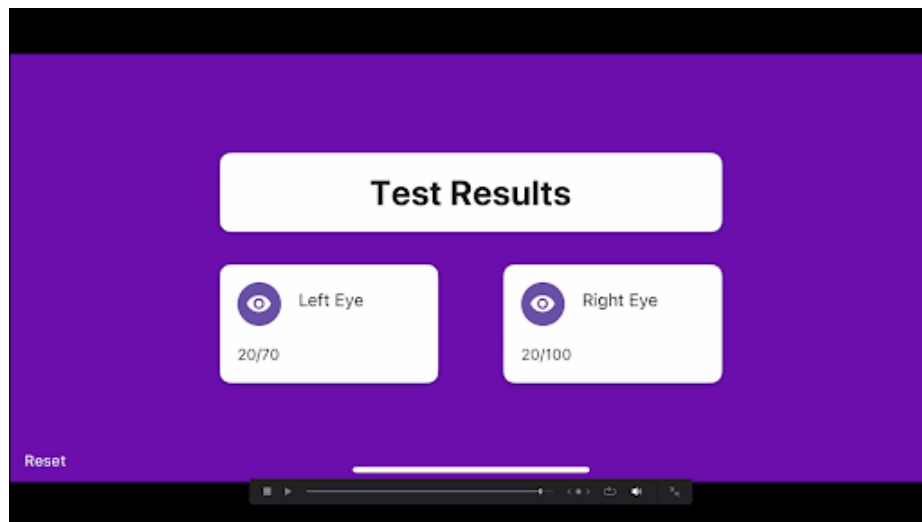 Test Results
Left Eye
20/70
Right Eye
20/100
Reset